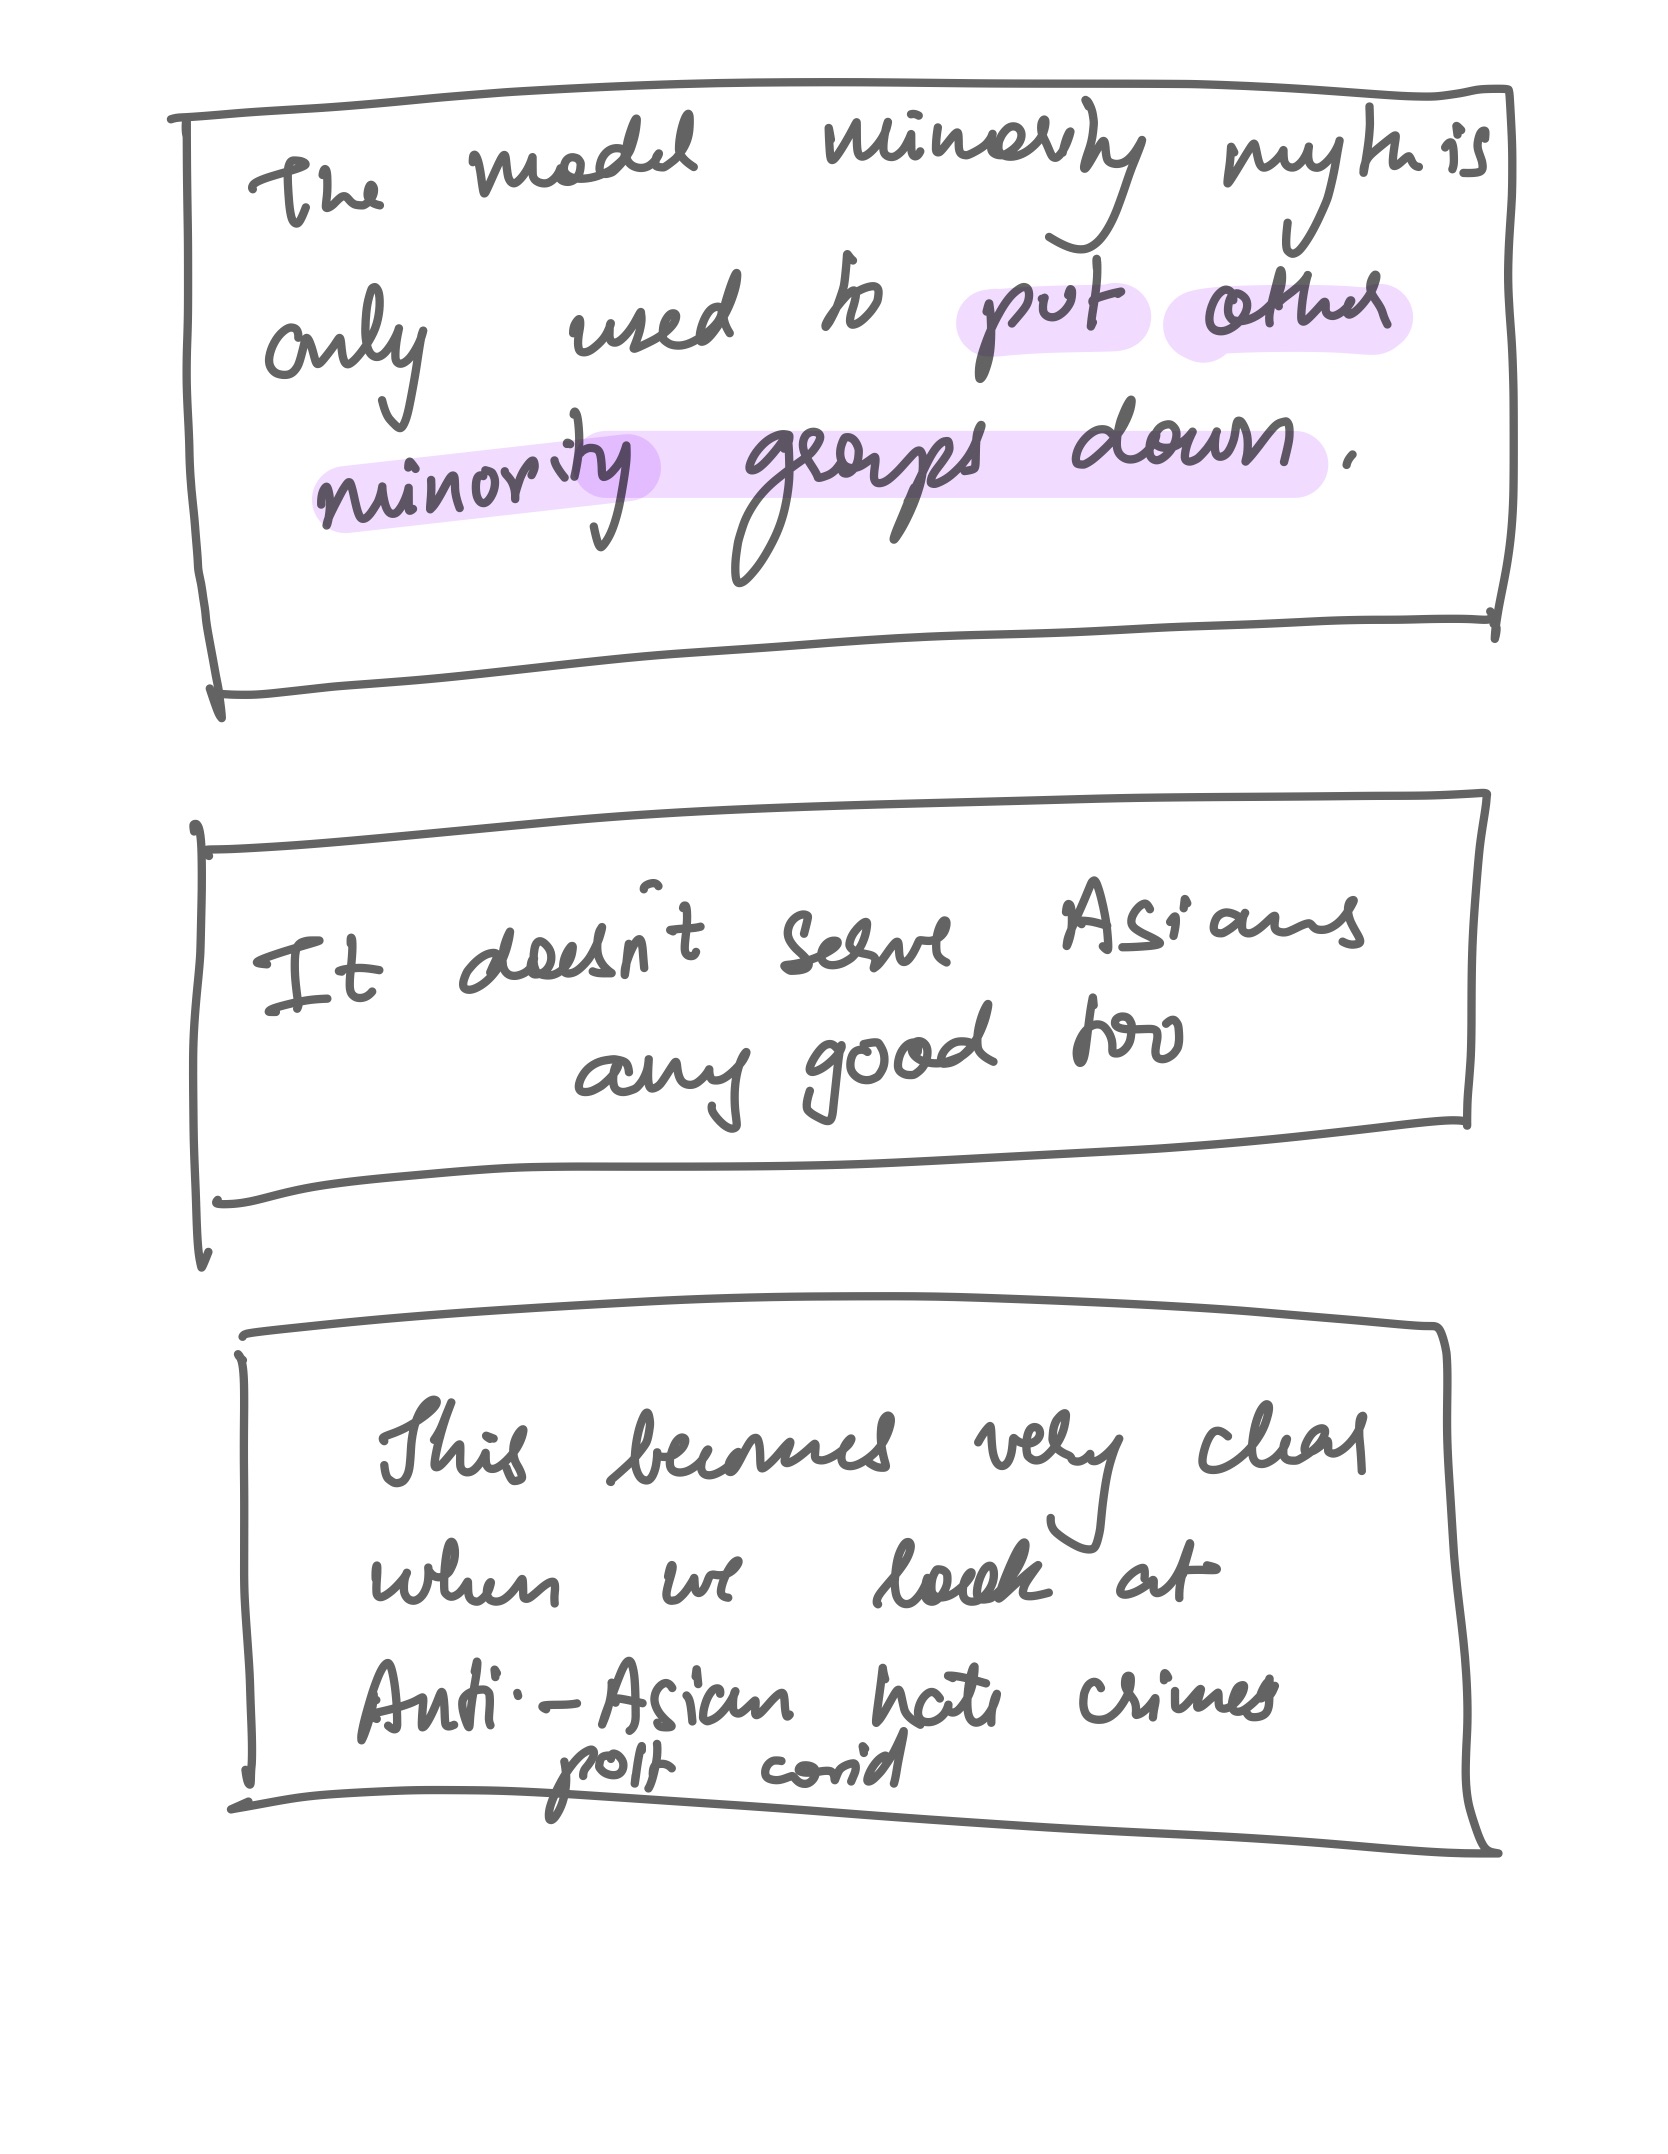 The model minority myth is
only used to put other
minority groups down.
It doesn't serve Asians
any good too
This becomes very clear
when we look at
Anti-Asian hate crimes
post covid